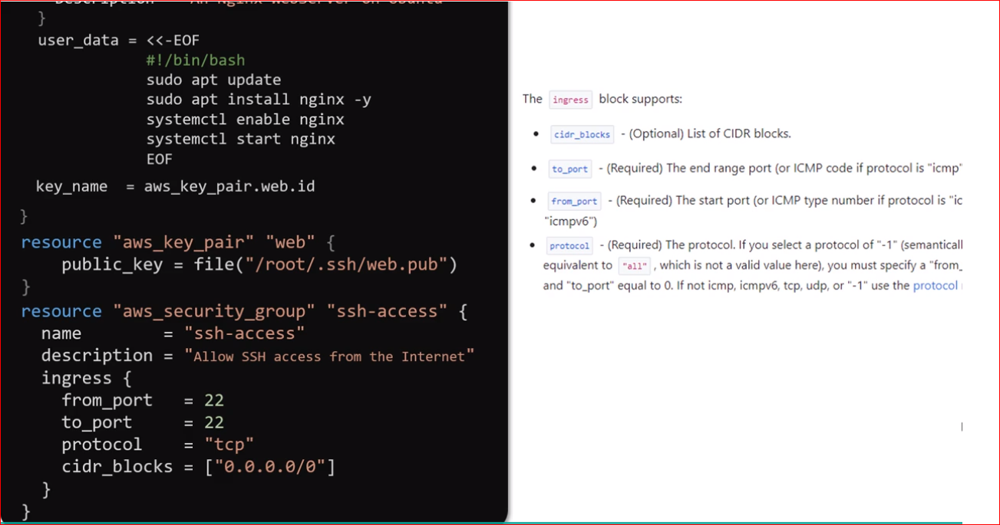 Description = "An Nginx WebServer on Ubuntu"
}
user_data = <<-EOF
#!/bin/bash
sudo apt update
sudo apt install nginx -y
systemctl enable nginx
systemctl start nginx
EOF
key_name = aws_key_pair.web.id
}
resource "aws_key_pair" "web" {
public_key = file("/root/.ssh/web.pub")
}
resource "aws_security_group" "ssh-access" {
name = "ssh-access"
description = "Allow SSH access from the Internet"
ingress {
from_port = 22
to_port = 22
protocol = "tcp"
cidr_blocks = ["0.0.0.0/0"]
}
}
The ingress block supports:
• cidr_blocks - (Optional) List of CIDR blocks.
• to_port - (Required) The end range port (or ICMP code if protocol is "icmp"
• from_port - (Required) The start port (or ICMP type number if protocol is "ic
"icmpv6")
• protocol - (Required) The protocol. If you select a protocol of "-1" (semanticall
equivalent to "all" , which is not a valid value here), you must specify a "from_
and "to_port" equal to 0. If not icmp, icmpv6, tcp, udp, or "-1" use the protocol